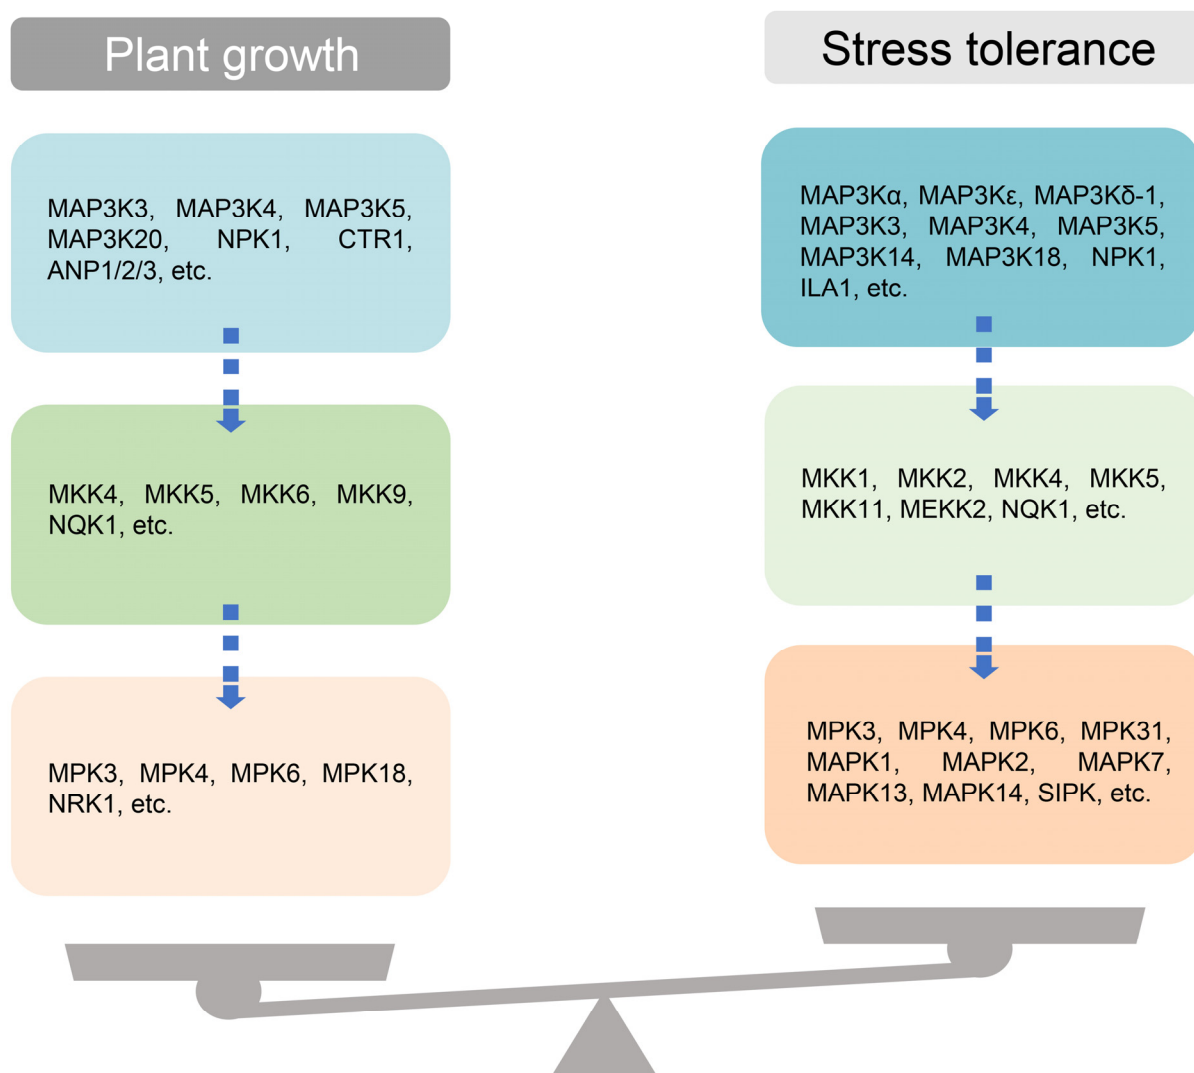 Plant growth
MAP3K3, MAP3K4, MAP3K5,
MAP3K20, NPK1, CTR1,
ANP1/2/3, etc.
MKK4, MKK5, MKK6, MKK9,
NQK1, etc.
MPK3, MPK4, MPK6, MPK18,
NRK1, etc.
Stress tolerance
MAP3Kα, MAP3Kε, MAP3Kδ-1,
MAP3K3, MAP3K4, MAP3K5,
MAP3K14, MAP3K18, NPK1,
ILA1, etc.
MKK1, MKK2, MKK4, MKK5,
MKK11, MEKK2, NQK1, etc.
MPK3, MPK4, MPK6, MPK31,
MAPK1, MAPK2, MAPK7,
MAPK13, MAPK14, SIPK, etc.